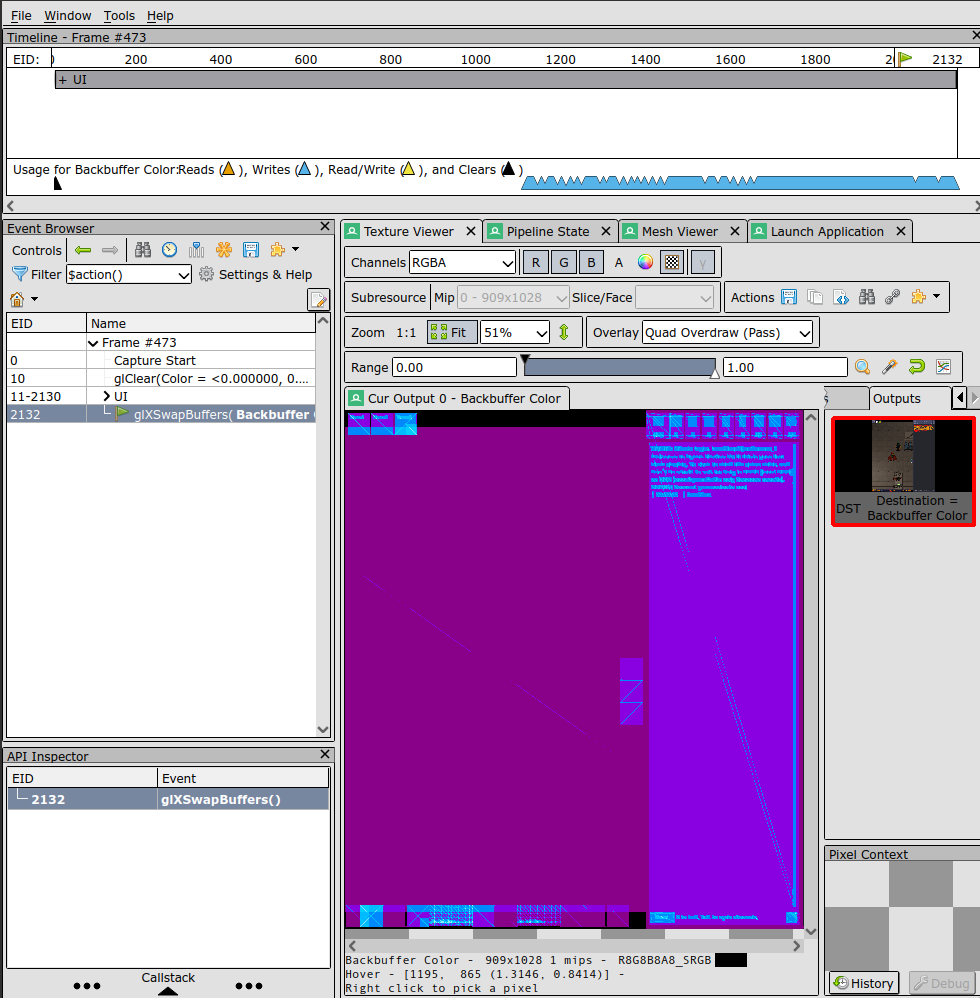 File Window Tools Help
Timeline - Frame #473
EID: 200 400 600 800 1000 1200 1400 1600 1800 2132
+ UI
Usage for Backbuffer Color:Reads ( ), Writes ( ), Read/Write ( ), and Clears ( )
Event Browser
Controls
Filter $action() Settings & Help
EID Name
Frame #473
0 Capture Start
10 glClear(Color = <0.000000, 0....
11-2130 UI
2132 glXSwapBuffers( Backbuffer
API Inspector
EID Event
2132 glXSwapBuffers()
Callstack
Texture Viewer Pipeline State Mesh Viewer Launch Application
Channels RGBA R G B A γ
Subresource Mip 0 - 909x1028 Slice/Face Actions
Zoom 1:1 Fit 51% Overlay Quad Overdraw (Pass)
Range 0.00 1.00
Cur Output 0 - Backbuffer Color
Backbuffer Color - 909x1028 1 mips - R8G8B8A8_SRGB
Hover - [1195, 865 (1.3146, 0.8414)] -
Right click to pick a pixel
Outputs
DST Destination =
Backbuffer Color
Pixel Context
History Debug